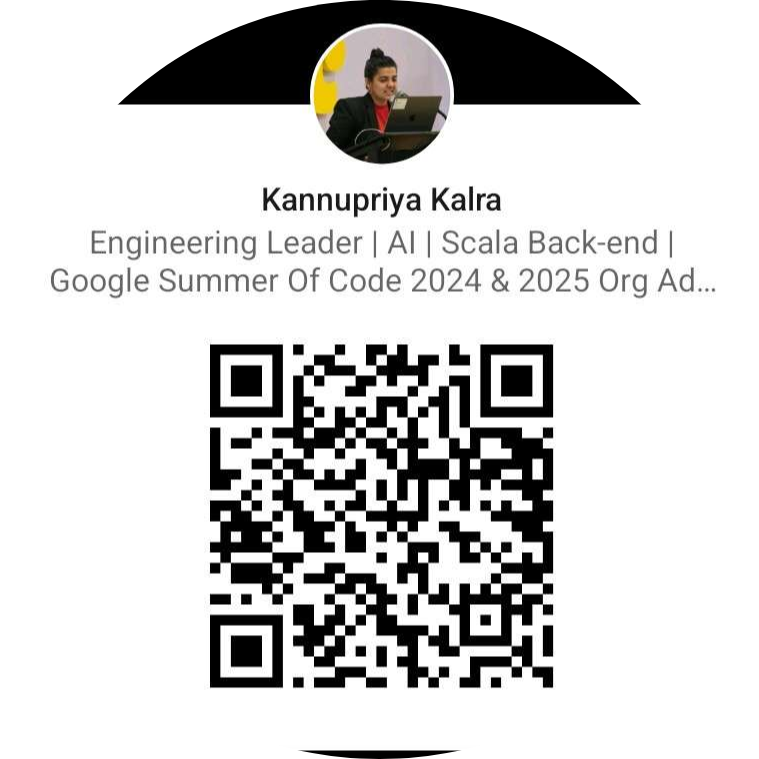 Kannupriya Kalra
Engineering Leader | AI | Scala Back-end |
Google Summer Of Code 2024 & 2025 Org Ad...